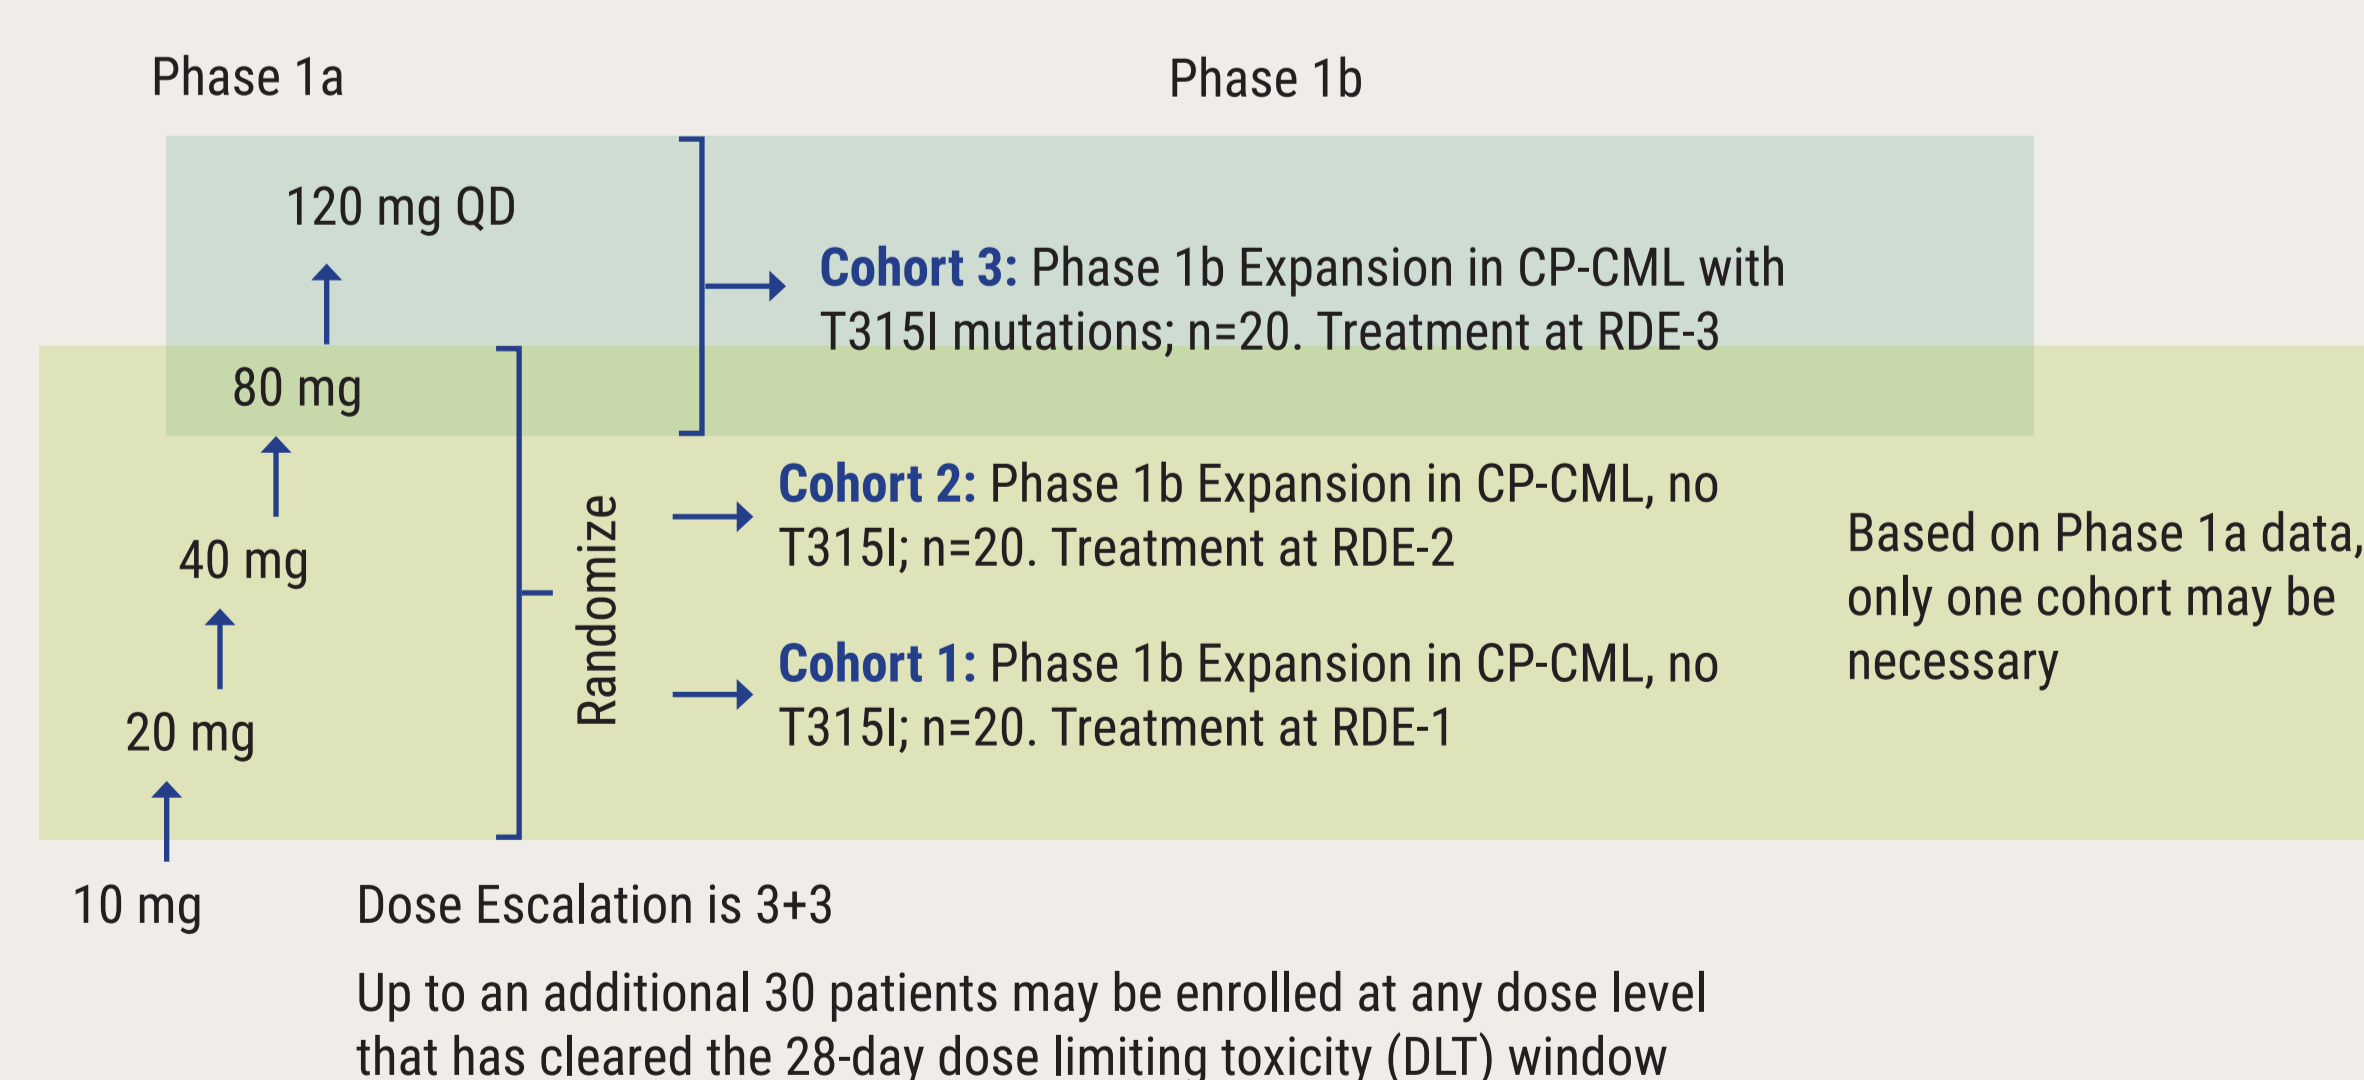 Phase 1a
Phase 1b
120 mg QD
80 mg
40 mg
20 mg
10 mg
Randomize
Cohort 3: Phase 1b Expansion in CP-CML with
T315I mutations; n=20. Treatment at RDE-3
Cohort 2: Phase 1b Expansion in CP-CML, no
T315I; n=20. Treatment at RDE-2
Cohort 1: Phase 1b Expansion in CP-CML, no
T315I; n=20. Treatment at RDE-1
Based on Phase 1a data,
only one cohort may be
necessary
Dose Escalation is 3+3
Up to an additional 30 patients may be enrolled at any dose level
that has cleared the 28-day dose limiting toxicity (DLT) window